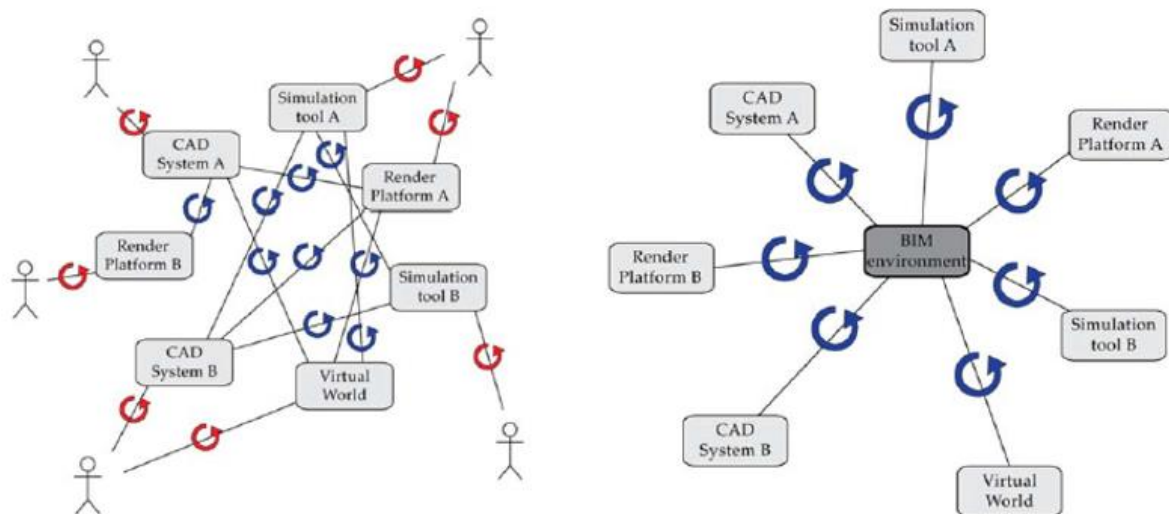 Simulation
tool A
CAD
System A
Render
Platform A
Render
Platform B
Simulation
tool B
CAD
System B
Virtual
World
Simulation
tool A
CAD
System A
Render
Platform A
BIM
environment
Render
Platform B
Simulation
tool B
CAD
System B
Virtual
World